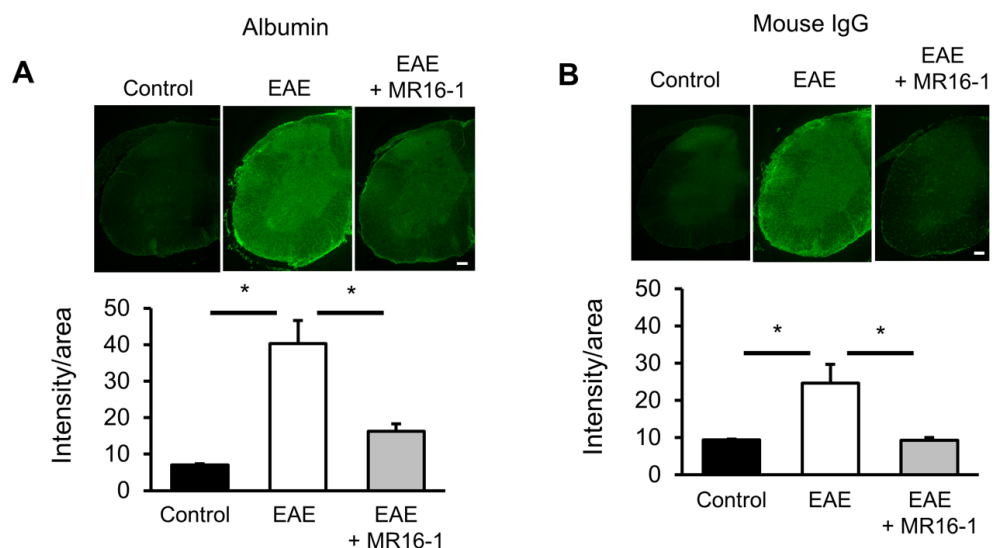 Albumin
A
Control
EAE
EAE
+ MR16-1
*
*
Intensity/area
50
40
30
20
10
0
Control
EAE
EAE
+ MR16-1
Mouse IgG
B
Control
EAE
EAE
+ MR16-1
*
*
Intensity/area
50
40
30
20
10
0
Control
EAE
EAE
+ MR16-1